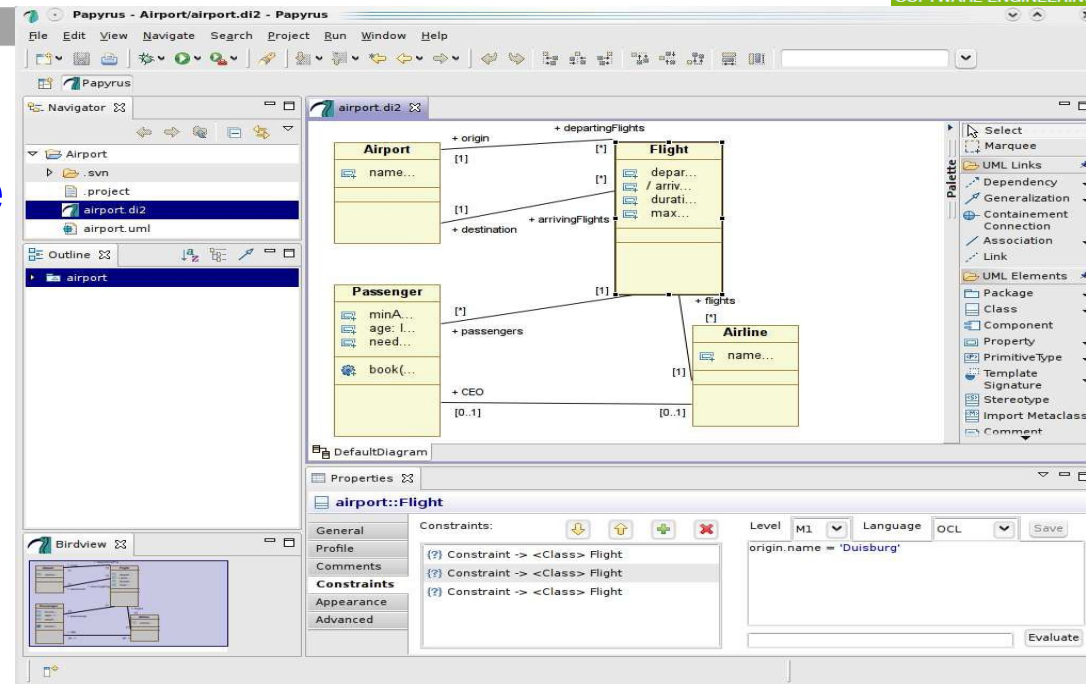 SOFTWARE ENGINEERING
Papyrus - Airport/airport.di2 - Papyrus
File Edit View Navigate Search Project Run Window Help
Papyrus
Navigator
Airport
.svn
.project
airport.di2
airport.uml
Outline
airport
Birdview
airport.di2
Airport
name...
+ origin
[1]
+ departingFlights
[*]
Flight
depar...
/ arriv...
durati...
max...
[*]
[1]
+ arrivingFlights
+ destination
Passenger
minA...
age: I...
need...
book(...
[*]
+ passengers
[1]
+ flights
[*]
Airline
name...
[1]
+ CEO
[0..1]
[0..1]
DefaultDiagram
Palette
Select
Marquee
UML Links
Dependency
Generalization
Containement
Connection
Association
Link
UML Elements
Package
Class
Component
Property
PrimitiveType
Template
Signature
Stereotype
Import Metaclass
Comment
Properties
airport::Flight
General
Profile
Comments
Constraints
Appearance
Advanced
Constraints:
{?} Constraint -> <Class> Flight
{?} Constraint -> <Class> Flight
{?} Constraint -> <Class> Flight
Level M1 Language OCL Save
origin.name = 'Duisburg'
Evaluate